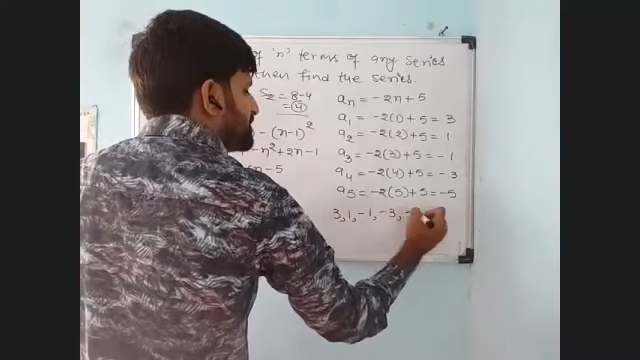 of 'n' terms of any series
then find the series.
S2 = 8-4
= 4
- (n-1)²
- n² + 2n - 1
n - 5
an = -2n + 5
a1 = -2(1) + 5 = 3
a2 = -2(2) + 5 = 1
a3 = -2(3) + 5 = -1
a4 = -2(4) + 5 = -3
a5 = -2(5) + 5 = -5
3, 1, -1, -3, -